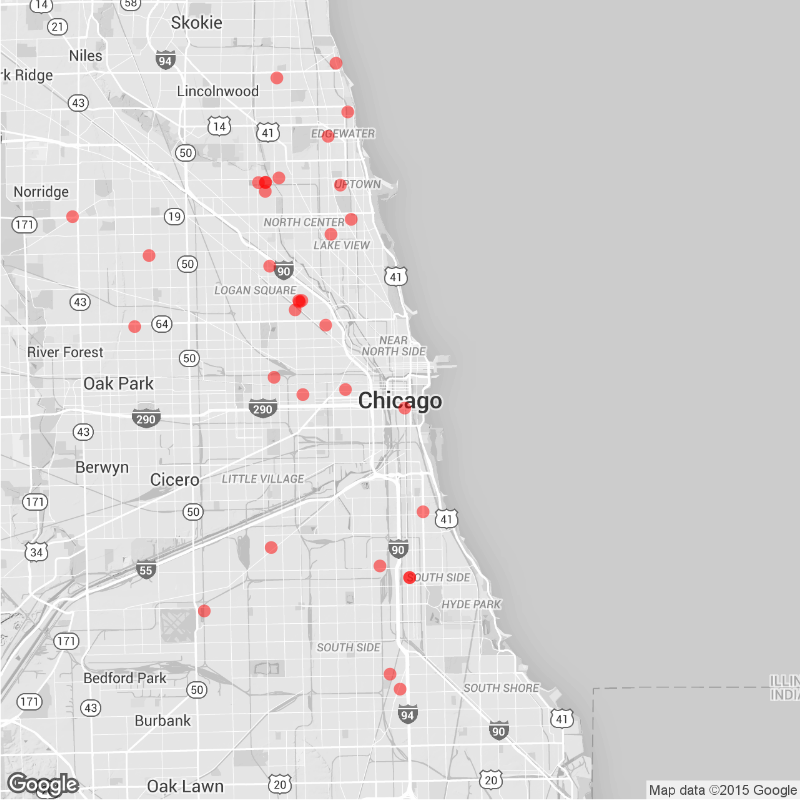 14
58
21
Skokie
Niles
94
rk Ridge
Lincolnwood
43
14
41
EDGEWATER
50
Norridge
UPTOWN
171
19
NORTH CENTER
LAKE VIEW
50
90
41
LOGAN SQUARE
43
64
NEAR
NORTH SIDE
River Forest
50
Oak Park
Chicago
290
290
43
Berwyn
Cicero
LITTLE VILLAGE
171
50
41
34
90
55
SOUTH SIDE
HYDE PARK
171
SOUTH SIDE
Bedford Park
50
SOUTH SHORE
ILLIN
INDIA
171
43
94
Burbank
41
90
Google
Oak Lawn
20
20
Map data ©2015 Google